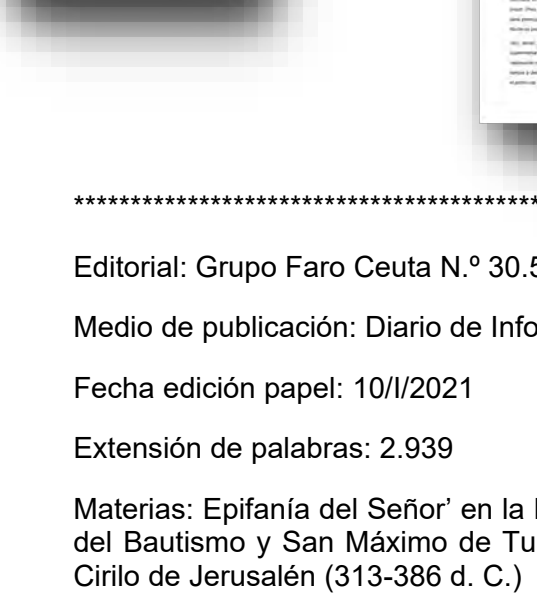 *****************************************
Editorial: Grupo Faro Ceuta N.º 30.5
Medio de publicación: Diario de Info
Fecha edición papel: 10/I/2021
Extensión de palabras: 2.939
Materias: Epifanía del Señor’ en la
del Bautismo y San Máximo de Tu
Cirilo de Jerusalén (313-386 d. C.)